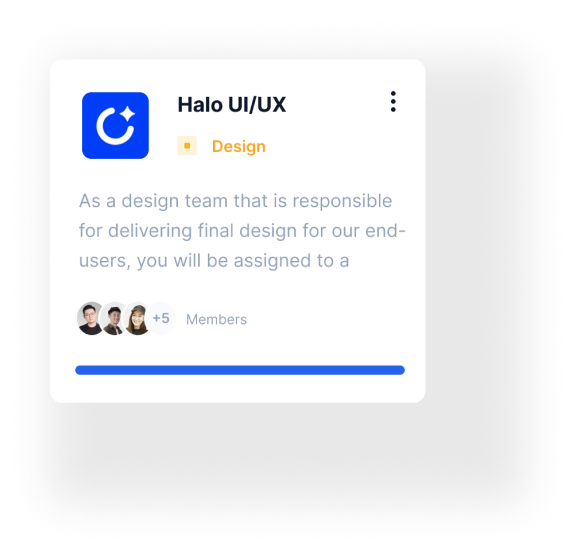 Halo UI/UX
Design
As a design team that is responsible
for delivering final design for our end-
users, you will be assigned to a
+5 Members